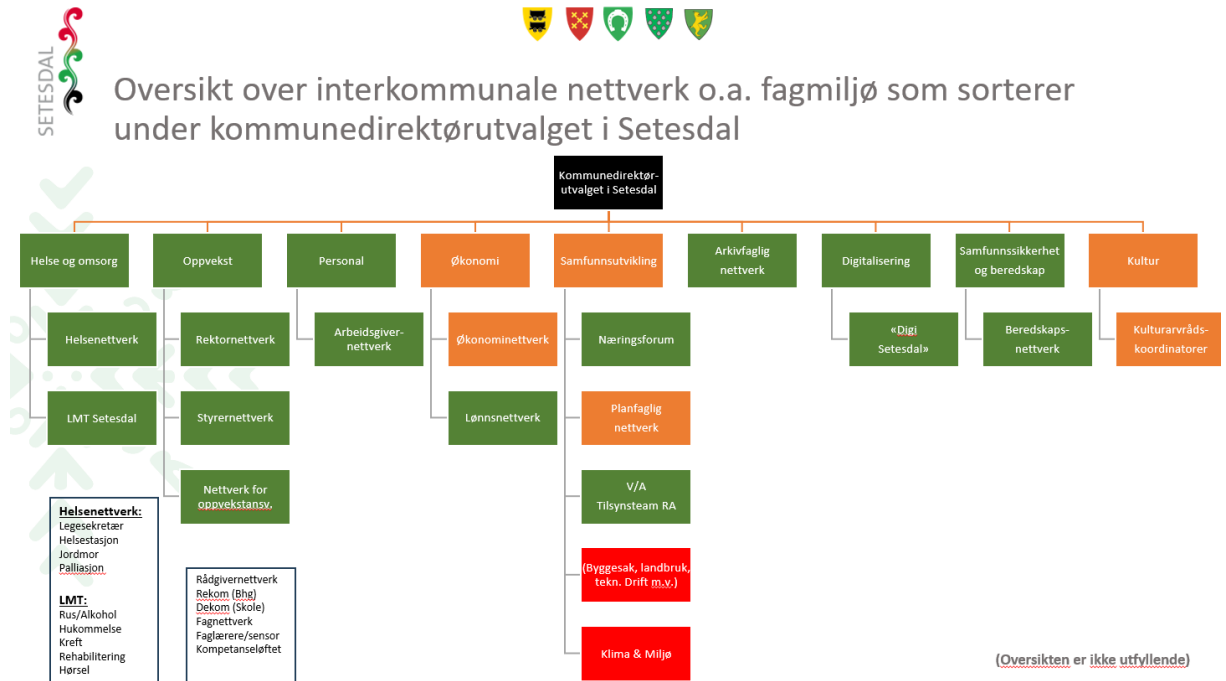 SETESDAL
Oversikt over interkommunale nettverk o.a. fagmiljø som sorterer
under kommunedirektørutvalget i Setesdal
Kommunedirektør-
utvalget i Setesdal
Helse og omsorg
Oppvekst
Personal
Økonomi
Samfunnsutvikling
Arkivfaglig
nettverk
Digitalisering
Samfunnssikkerhet
og beredskap
Kultur
Helsenettverk
Rektornettverk
Arbeidsgiver-
nettverk
Økonominettverk
Næringsforum
«Digi
Setesdal»
Beredskaps-
nettverk
Kulturarvråds-
koordinatorer
LMT Setesdal
Styrernettverk
Lønnsnettverk
Planfaglig
nettverk
Nettverk for
oppvekstansv.
V/A
Tilsynsteam RA
(Byggesak, landbruk,
tekn. Drift m.v.)
Klima & Miljø
Helsenettverk:
Legesekretær
Helsestasjon
Jordmor
Palliasjon
LMT:
Rus/Alkohol
Hukommelse
Kreft
Rehabilitering
Hørsel
Rådgivernettverk
Rekom (Bhg)
Dekom (Skole)
Fagnettverk
Faglærere/sensor
Kompetanseløftet
(Oversikten er ikke utfyllende)